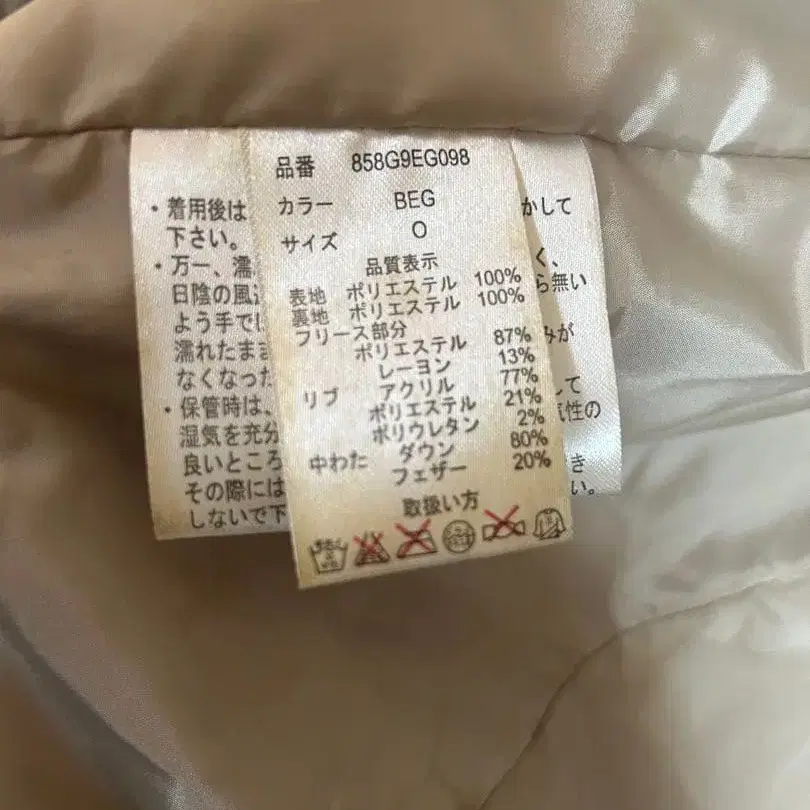 品番 858G9EG098
カラー BEG
サイズ O
品質表示
表地 ポリエステル 100%
裏地 ポリエステル 100%
フリース部分
ポリエステル 87%
レーヨン 13%
リブ アクリル 77%
ポリエステル 21%
ポリウレタン 2%
中わた ダウン 80%
フェザー 20%
取扱い方
・着用後は
下さい。
・万一、濡
日陰の風
よう手で
濡れたまま
なくなった
・保管時は、
湿気を充分
良いところ
その際には
しないで下
かして
く、
ら無い
みが
して
気性の
き
い。